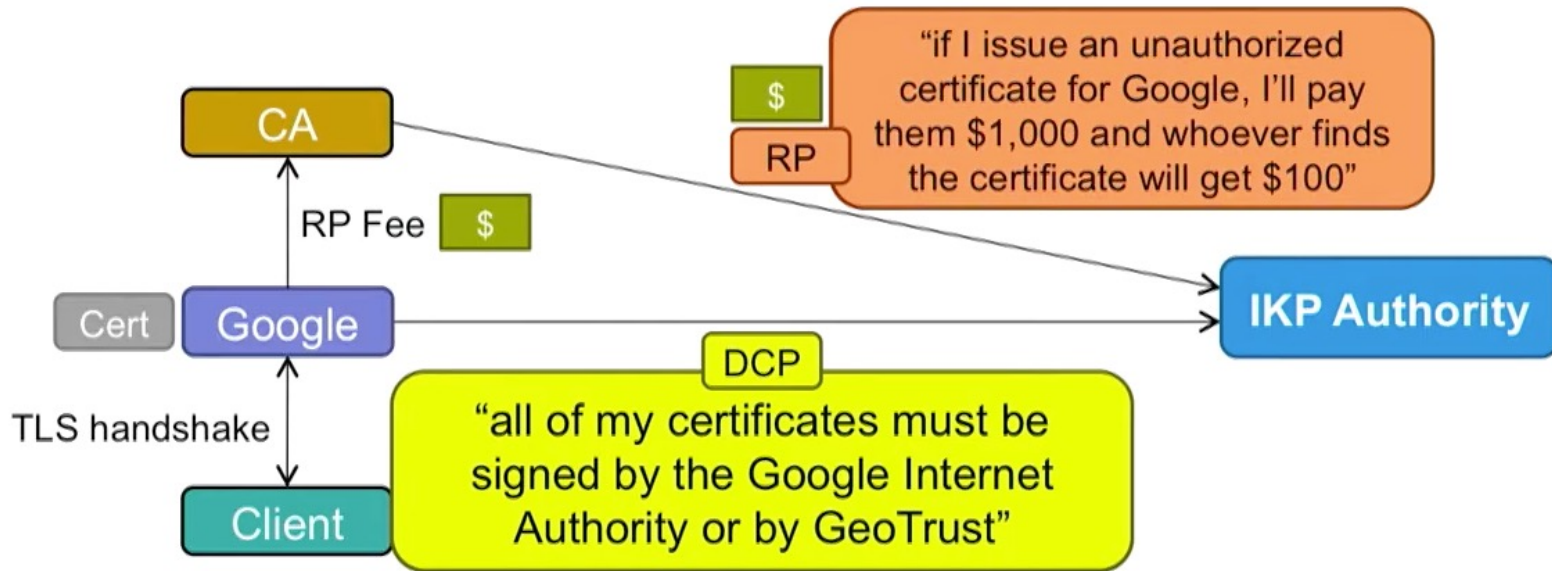 “if I issue an unauthorized
certificate for Google, I’ll pay
them $1,000 and whoever finds
the certificate will get $100”
$
RP
CA
RP Fee
$
Cert
Google
IKP Authority
DCP
“all of my certificates must be
signed by the Google Internet
Authority or by GeoTrust”
TLS handshake
Client